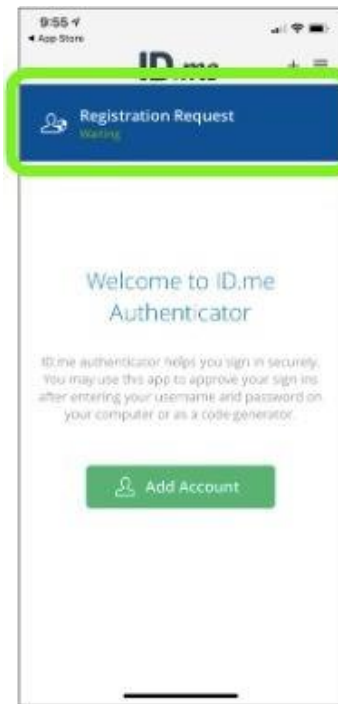 9:55
App Store
ID.me
Registration Request
Waiting
Welcome to ID.me
Authenticator
ID.me authenticator helps you sign in securely.
You may use this app to approve your sign ins
after entering your username and password on
your computer or as a code generator.
Add Account